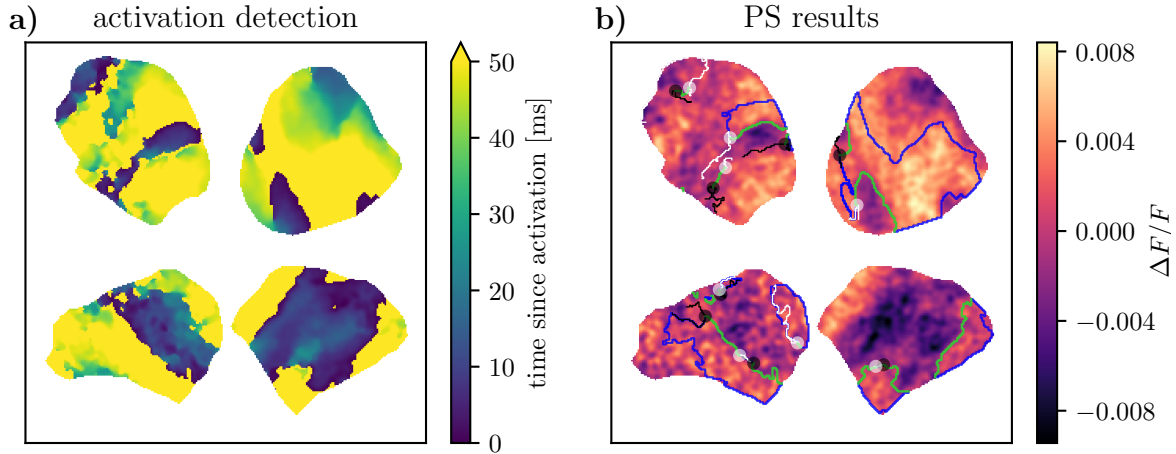 a) activation detection
50
40
30
20
10
0
time since activation [ms]
b) PS results
0.008
0.004
0.000
−0.004
−0.008
ΔF/F